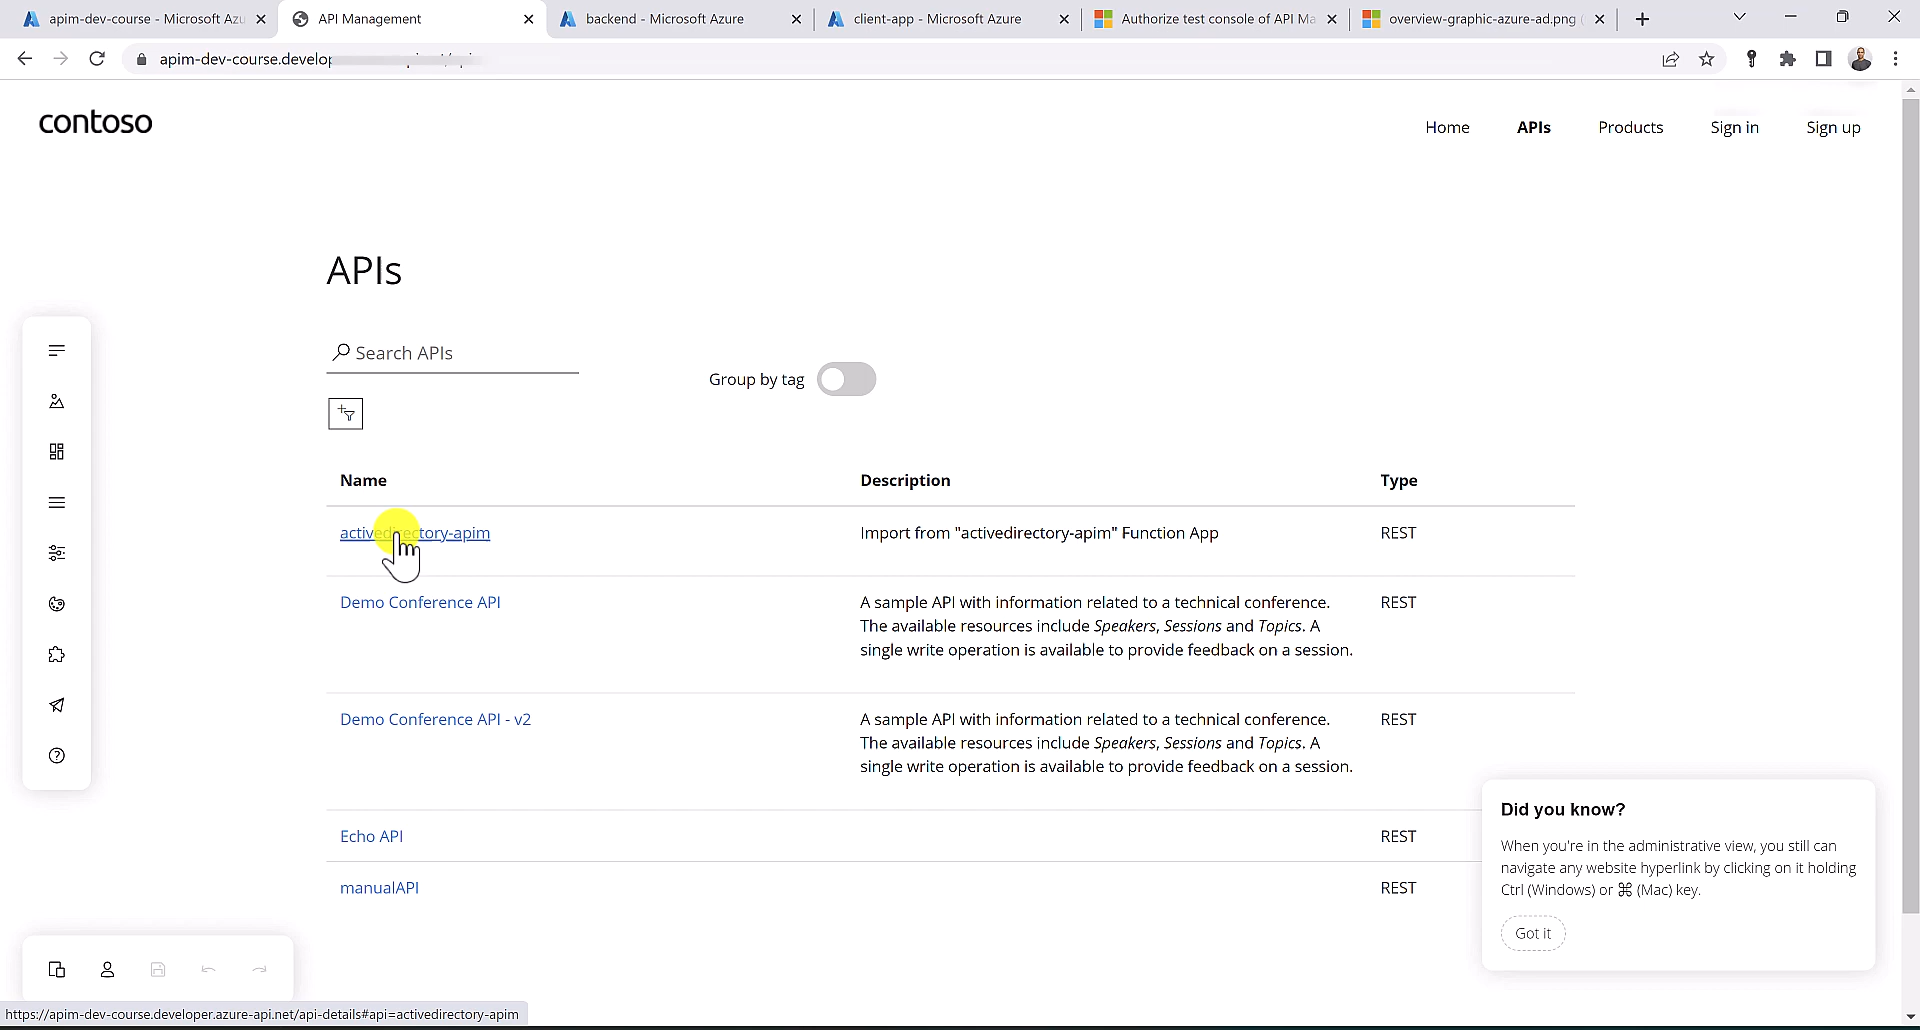 apim-dev-course - Microsoft Azu
API Management
backend - Microsoft Azure
client-app - Microsoft Azure
Authorize test console of API Ma
overview-graphic-azure-ad.png (
apim-dev-course.develop
contoso
Home
APIs
Products
Sign in
Sign up
APIs
Search APIs
Group by tag
Name
Description
Type
activedirectory-apim
Import from "activedirectory-apim" Function App
REST
Demo Conference API
A sample API with information related to a technical conference.
The available resources include Speakers, Sessions and Topics. A
single write operation is available to provide feedback on a session.
REST
Demo Conference API - v2
A sample API with information related to a technical conference.
The available resources include Speakers, Sessions and Topics. A
single write operation is available to provide feedback on a session.
REST
Echo API
REST
manualAPI
REST
Did you know?
When you're in the administrative view, you still can
navigate any website hyperlink by clicking on it holding
Ctrl (Windows) or ⌘ (Mac) key.
Got it
https://apim-dev-course.developer.azure-api.net/api-details#api=activedirectory-apim